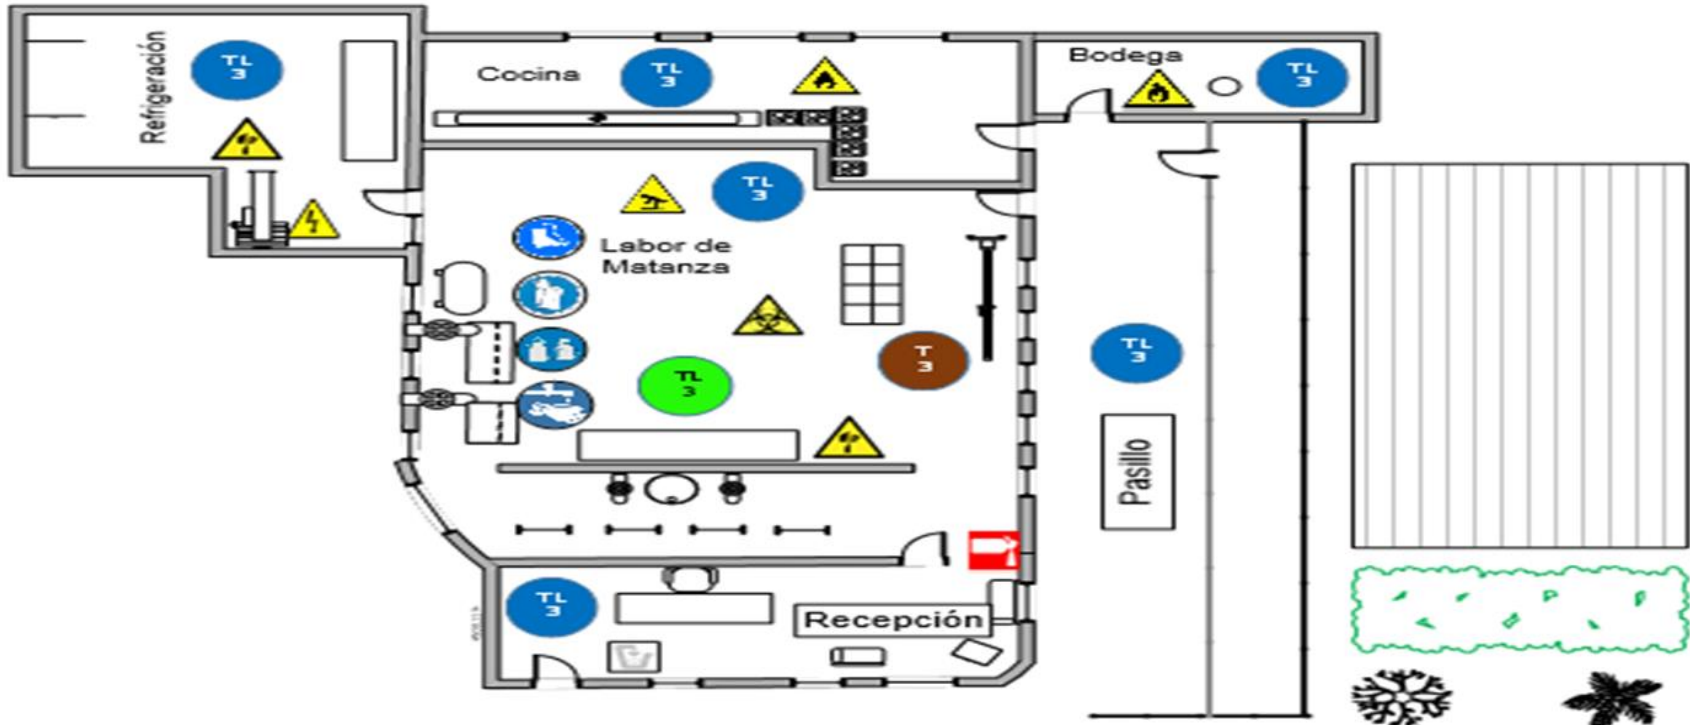 Refrigeración
TL
3
Cocina
TL
3
Bodega
TL
3
TL
3
Labor de
Matanza
T
3
TL
3
TL
3
Pasillo
TL
3
Recepción